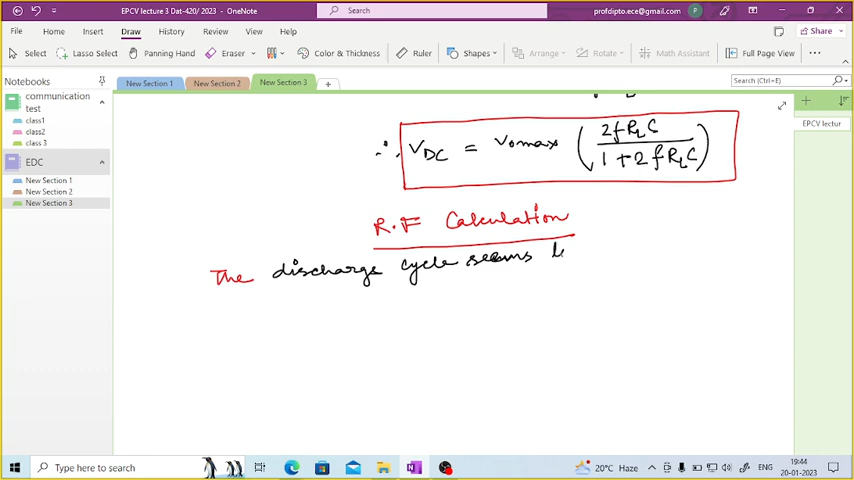 EPCV lecture 3 Dat-420/ 2023 - OneNote
Search
profdipto.ece@gmail.com
P
File Home Insert Draw History Review View Help
Share
Select Lasso Select Panning Hand Eraser Color & Thickness Ruler Shapes Arrange Rotate Math Assistant Full Page View
Notebooks
New Section 1 New Section 2 New Section 3 +
Search (Ctrl+E)
communication
test
class1
class2
class 3
EDC
New Section 1
New Section 2
New Section 3
EPCV lectur
∴ VDC = Vomax ( 2fRLC / 1 + 2fRLC )
R.F Calculation
The discharge cycle seems
Type here to search
20°C Haze
ENG
19:44
20-01-2023